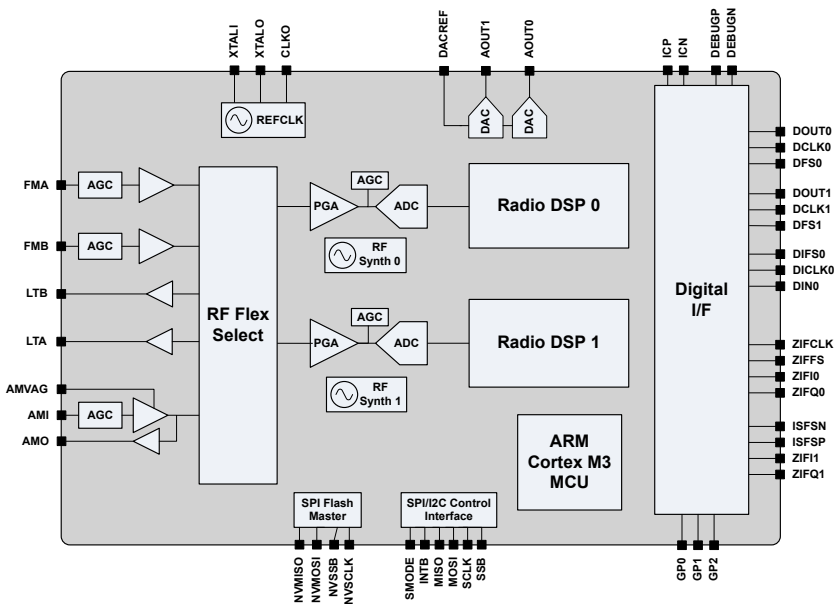 XTALI
XTALO
CLKO
DACREF
AOUT1
AOUT0
ICP
ICN
DEBUGP
DEBUGN
REFCLK
DAC
DAC
FMA
AGC
FMB
AGC
LTB
LTA
AMVAG
AMI
AGC
AMO
RF Flex
Select
PGA
AGC
ADC
RF
Synth 0
Radio DSP 0
PGA
AGC
ADC
RF
Synth 1
Radio DSP 1
ARM
Cortex M3
MCU
Digital
I/F
DOUT0
DCLK0
DFS0
DOUT1
DCLK1
DFS1
DIFS0
DICLK0
DIN0
ZIFCLK
ZIFFS
ZIFI0
ZIFQ0
ISFSN
ISFSP
ZIFI1
ZIFQ1
SPI Flash
Master
SPI/I2C Control
Interface
NVMISO
NVMOSI
NVSSB
NVSCLK
SMODE
INTB
MISO
MOSI
SCLK
SSB
GP0
GP1
GP2